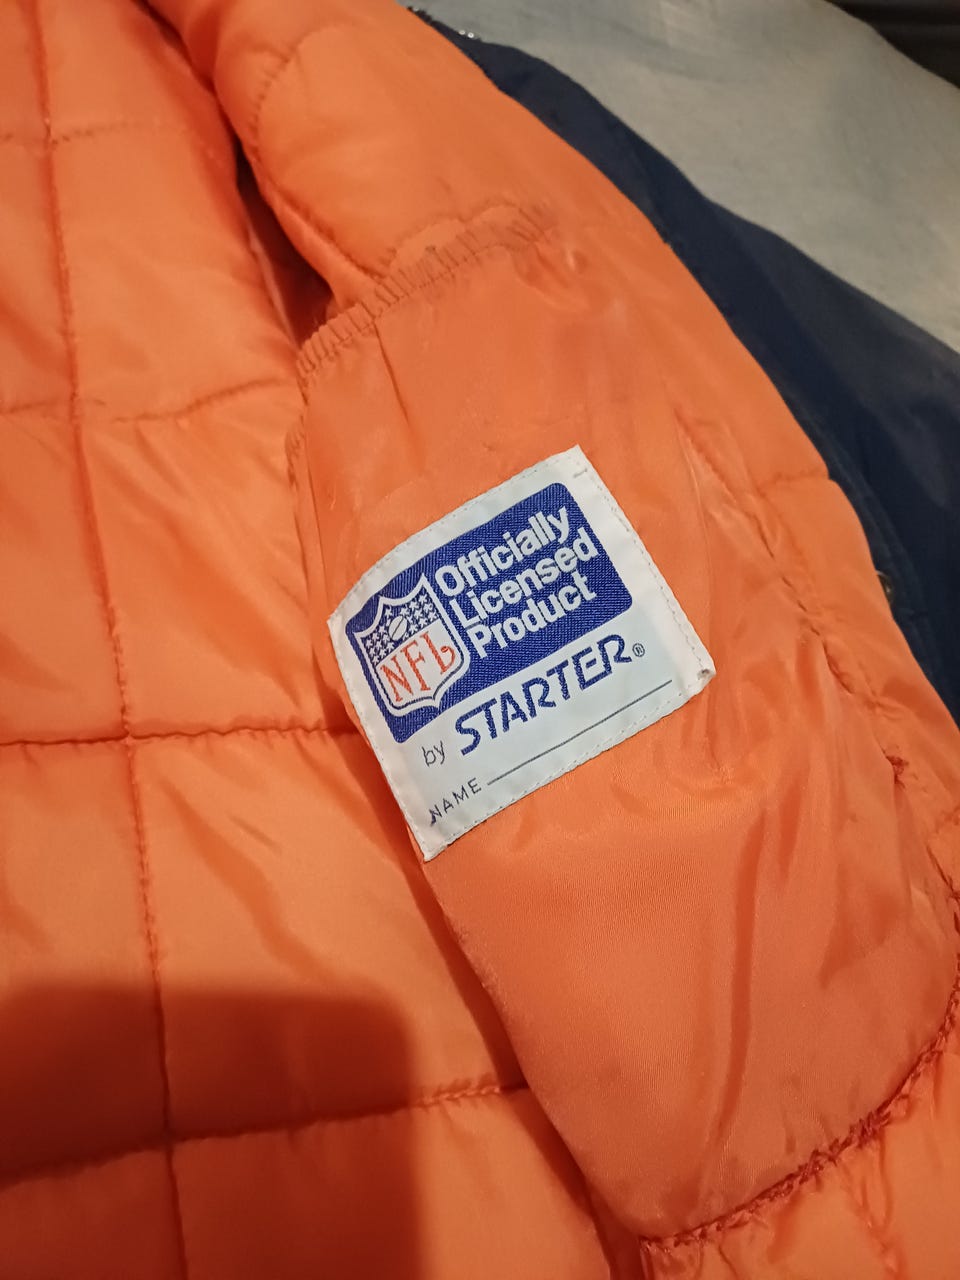 Officially
Licensed
Product
NFL
by STARTER®
NAME